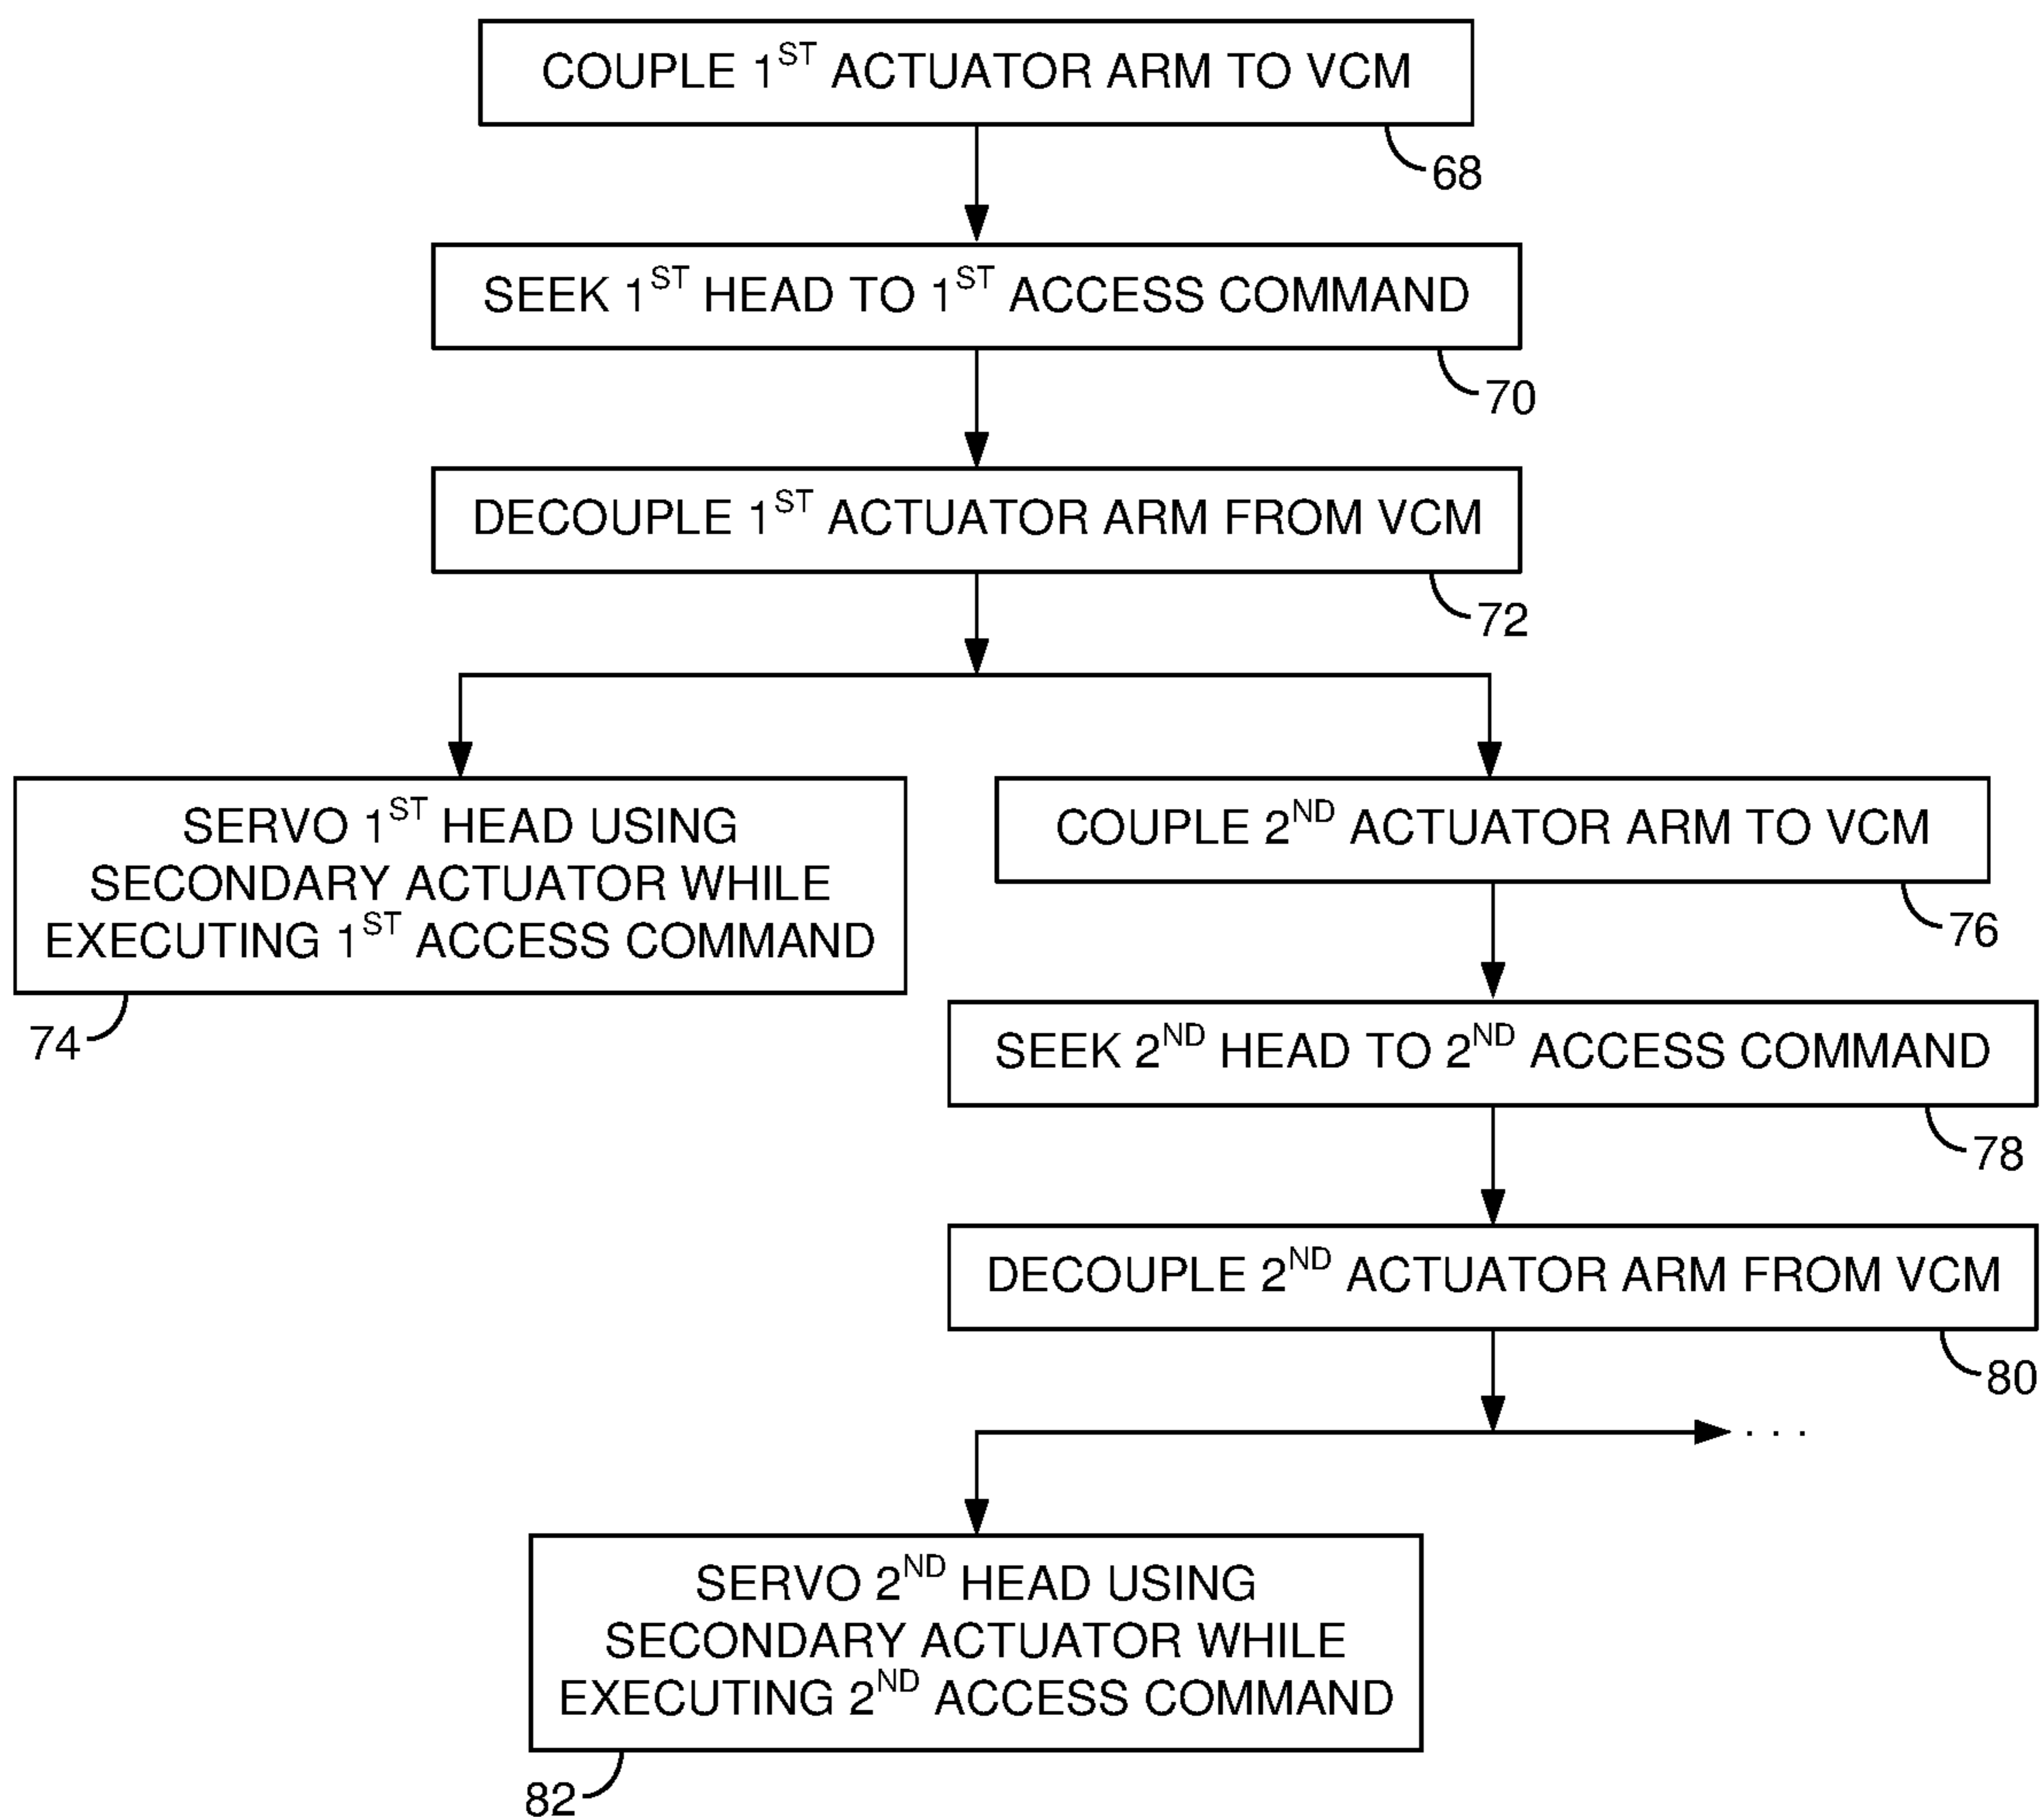 COUPLE 1ST ACTUATOR ARM TO VCM
68
SEEK 1ST HEAD TO 1ST ACCESS COMMAND
70
DECOUPLE 1ST ACTUATOR ARM FROM VCM
72
SERVO 1ST HEAD USING
SECONDARY ACTUATOR WHILE
EXECUTING 1ST ACCESS COMMAND
74
COUPLE 2ND ACTUATOR ARM TO VCM
76
SEEK 2ND HEAD TO 2ND ACCESS COMMAND
78
DECOUPLE 2ND ACTUATOR ARM FROM VCM
80
. . .
SERVO 2ND HEAD USING
SECONDARY ACTUATOR WHILE
EXECUTING 2ND ACCESS COMMAND
82